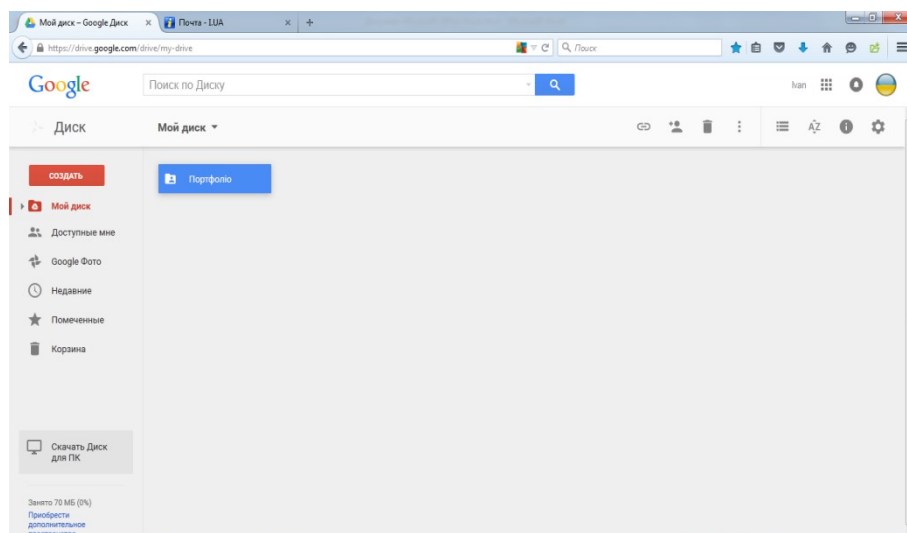 Мой диск – Google Диск
Почта - I.UA
https://drive.google.com/drive/my-drive
Поиск
Google
Поиск по Диску
Ivan
Диск
Мой диск
AZ
СОЗДАТЬ
Портфоліо
Мой диск
Доступные мне
Google Фото
Недавние
Помеченные
Корзина
Скачать Диск
для ПК
Занято 70 МБ (0%)
Приобрести
дополнительное